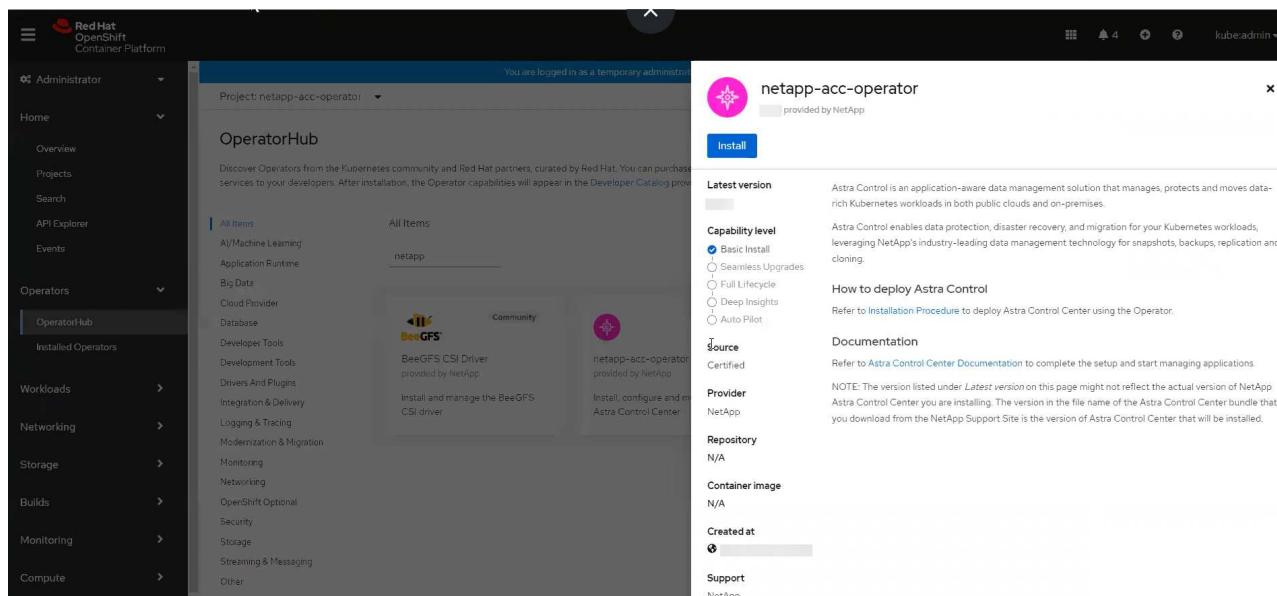 Red Hat
OpenShift
Container Platform
4
kube:admin
Administrator
Home
Overview
Projects
Search
API Explorer
Events
Operators
OperatorHub
Installed Operators
Workloads
Networking
Storage
Builds
Monitoring
Compute
You are logged in as a temporary administrat
Project: netapp-acc-operator
OperatorHub
Discover Operators from the Kubernetes community and Red Hat partners, curated by Red Hat. You can purchase
services to your developers. After installation, the Operator capabilities will appear in the Developer Catalog prov
All Items
AI/Machine Learning
Application Runtime
Big Data
Cloud Provider
Database
Developer Tools
Development Tools
Drivers And Plugins
Integration & Delivery
Logging & Tracing
Modernization & Migration
Monitoring
Networking
OpenShift Optional
Security
Storage
Streaming & Messaging
Other
All Items
netapp
Community
BeeGFS
BeeGFS CSI Driver
provided by NetApp
Install and manage the BeeGFS
CSI driver
netapp-acc-operator
provided by NetApp
Install, configure and m
Astra Control Center
netapp-acc-operator
provided by NetApp
Install
Latest version
Capability level
Basic Install
Seamless Upgrades
Full Lifecycle
Deep Insights
Auto Pilot
Source
Certified
Provider
NetApp
Repository
N/A
Container image
N/A
Created at
Support
NetApp
Astra Control is an application-aware data management solution that manages, protects and moves data-
rich Kubernetes workloads in both public clouds and on-premises.
Astra Control enables data protection, disaster recovery, and migration for your Kubernetes workloads,
leveraging NetApp's industry-leading data management technology for snapshots, backups, replication and
cloning.
How to deploy Astra Control
Refer to Installation Procedure to deploy Astra Control Center using the Operator.
Documentation
Refer to Astra Control Center Documentation to complete the setup and start managing applications.
NOTE: The version listed under Latest version on this page might not reflect the actual version of NetApp
Astra Control Center you are installing. The version in the file name of the Astra Control Center bundle that
you download from the NetApp Support Site is the version of Astra Control Center that will be installed.